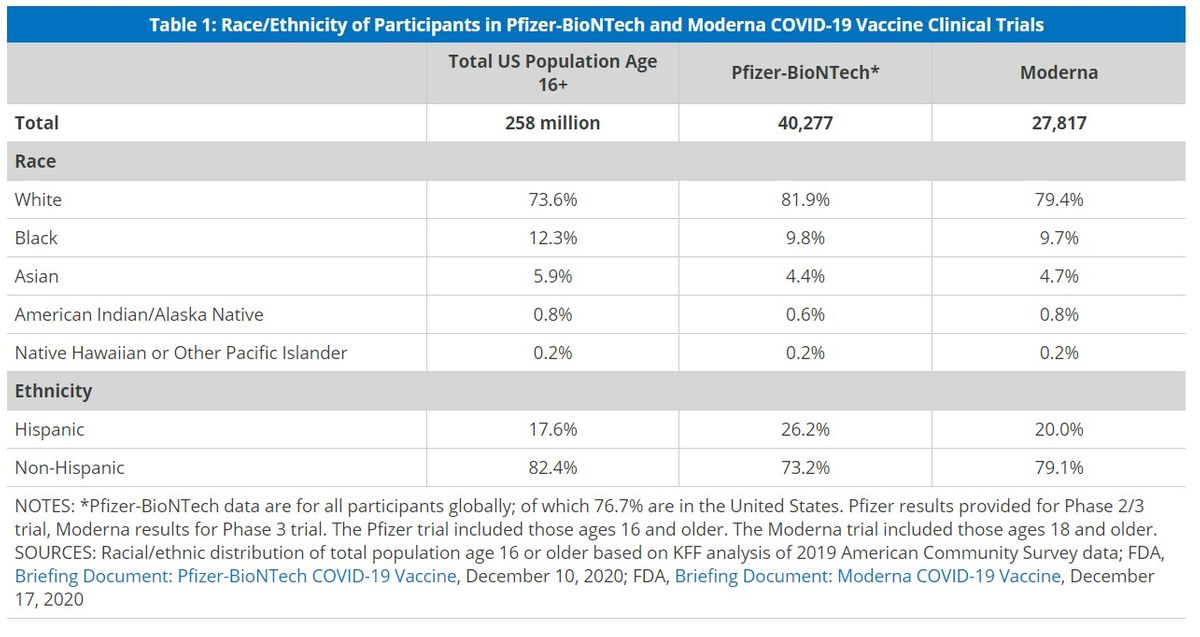 Table 1: Race/Ethnicity of Participants in Pfizer-BioNTech and Moderna COVID-19 Vaccine Clinical Trials
Total US Population Age 16+ Pfizer-BioNTech* Moderna
Total 258 million 40,277 27,817
Race
White 73.6% 81.9% 79.4%
Black 12.3% 9.8% 9.7%
Asian 5.9% 4.4% 4.7%
American Indian/Alaska Native 0.8% 0.6% 0.8%
Native Hawaiian or Other Pacific Islander 0.2% 0.2% 0.2%
Ethnicity
Hispanic 17.6% 26.2% 20.0%
Non-Hispanic 82.4% 73.2% 79.1%
NOTES: *Pfizer-BioNTech data are for all participants globally; of which 76.7% are in the United States. Pfizer results provided for Phase 2/3
trial, Moderna results for Phase 3 trial. The Pfizer trial included those ages 16 and older. The Moderna trial included those ages 18 and older.
SOURCES: Racial/ethnic distribution of total population age 16 or older based on KFF analysis of 2019 American Community Survey data; FDA,
Briefing Document: Pfizer-BioNTech COVID-19 Vaccine, December 10, 2020; FDA, Briefing Document: Moderna COVID-19 Vaccine, December
17, 2020